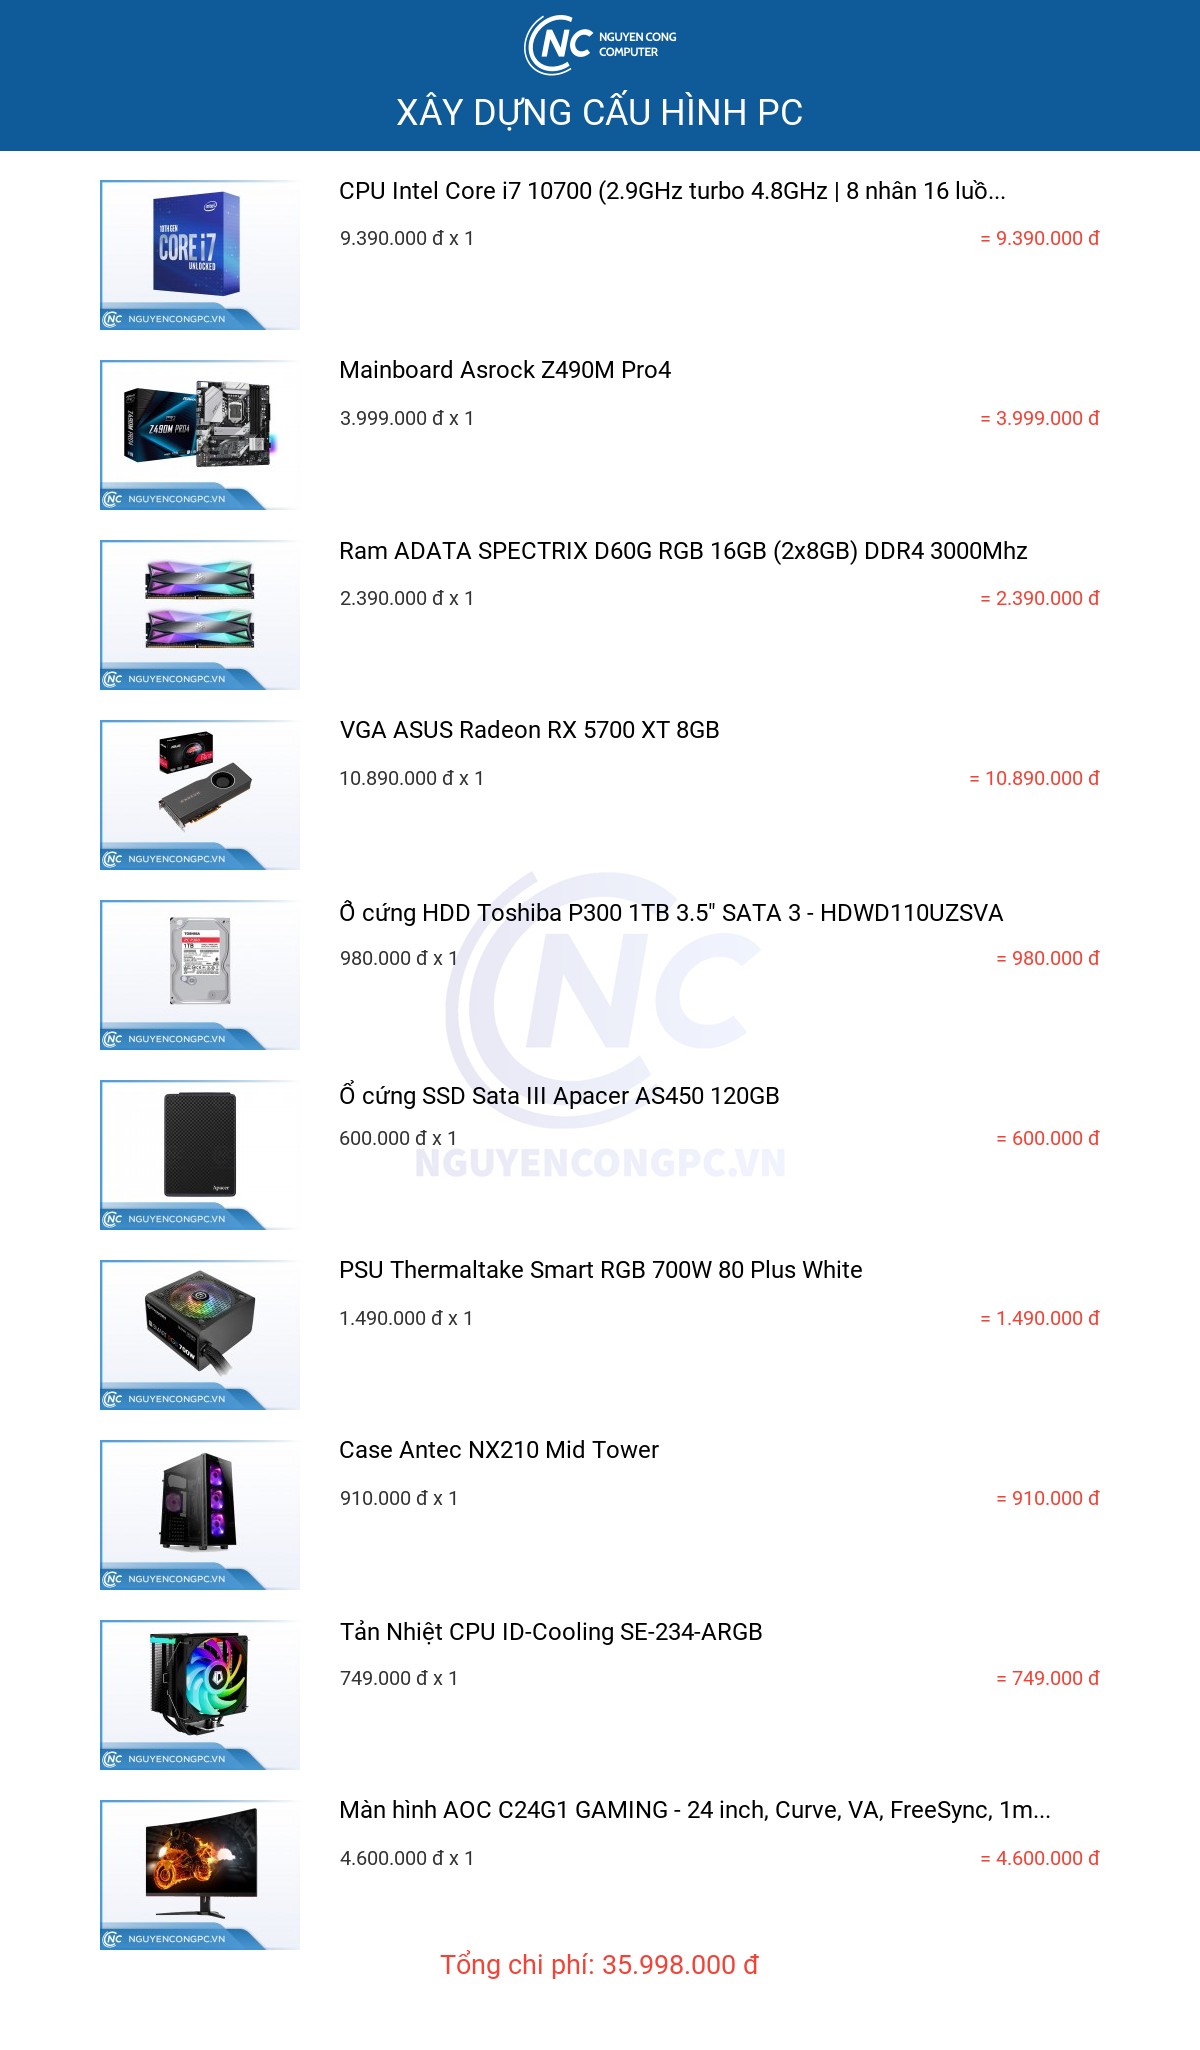 NC NGUYEN CONG
COMPUTER
XÂY DỰNG CẤU HÌNH PC
10TH GEN
CORE i7
UNLOCKED
NC NGUYENCONGPC.VN
CPU Intel Core i7 10700 (2.9GHz turbo 4.8GHz | 8 nhân 16 luồ...
9.390.000 đ x 1
= 9.390.000 đ
Z490M PRO4
NC NGUYENCONGPC.VN
Mainboard Asrock Z490M Pro4
3.999.000 đ x 1
= 3.999.000 đ
NC NGUYENCONGPC.VN
Ram ADATA SPECTRIX D60G RGB 16GB (2x8GB) DDR4 3000Mhz
2.390.000 đ x 1
= 2.390.000 đ
NC NGUYENCONGPC.VN
VGA ASUS Radeon RX 5700 XT 8GB
10.890.000 đ x 1
= 10.890.000 đ
TOSHIBA
1TB
NC NGUYENCONGPC.VN
Ổ cứng HDD Toshiba P300 1TB 3.5" SATA 3 - HDWD110UZSVA
980.000 đ x 1
= 980.000 đ
NC
NGUYENCONGPC.VN
Apacer
NC NGUYENCONGPC.VN
Ổ cứng SSD Sata III Apacer AS450 120GB
600.000 đ x 1
= 600.000 đ
700W
NC NGUYENCONGPC.VN
PSU Thermaltake Smart RGB 700W 80 Plus White
1.490.000 đ x 1
= 1.490.000 đ
NC NGUYENCONGPC.VN
Case Antec NX210 Mid Tower
910.000 đ x 1
= 910.000 đ
NC NGUYENCONGPC.VN
Tản Nhiệt CPU ID-Cooling SE-234-ARGB
749.000 đ x 1
= 749.000 đ
NC NGUYENCONGPC.VN
Màn hình AOC C24G1 GAMING - 24 inch, Curve, VA, FreeSync, 1m...
4.600.000 đ x 1
= 4.600.000 đ
Tổng chi phí: 35.998.000 đ